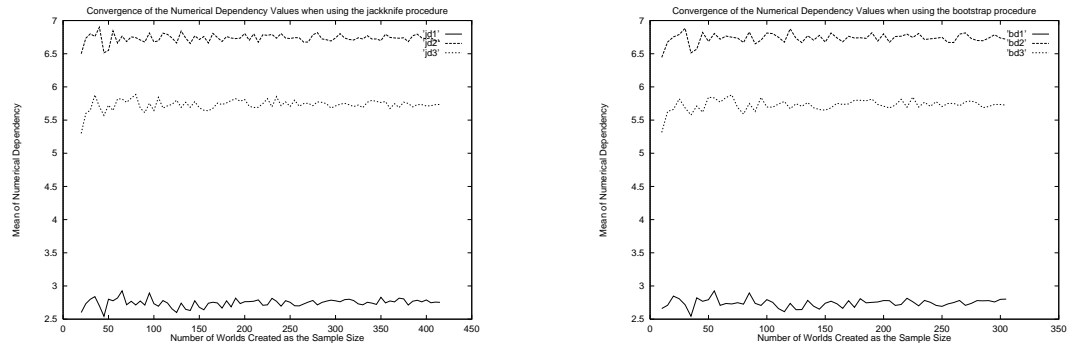 Convergence of the Numerical Dependency Values when using the jackknife procedure
7
6.5
6
5.5
5
4.5
4
3.5
3
2.5
Mean of Numerical Dependency
'jd1'
'jd2'
'jd3'
0 50 100 150 200 250 300 350 400 450
Number of Worlds Created as the Sample Size
Convergence of the Numerical Dependency Values when using the bootstrap procedure
7
6.5
6
5.5
5
4.5
4
3.5
3
2.5
Mean of Numerical Dependency
'bd1'
'bd2'
'bd3'
0 50 100 150 200 250 300 350
Number of Worlds Created as the Sample Size